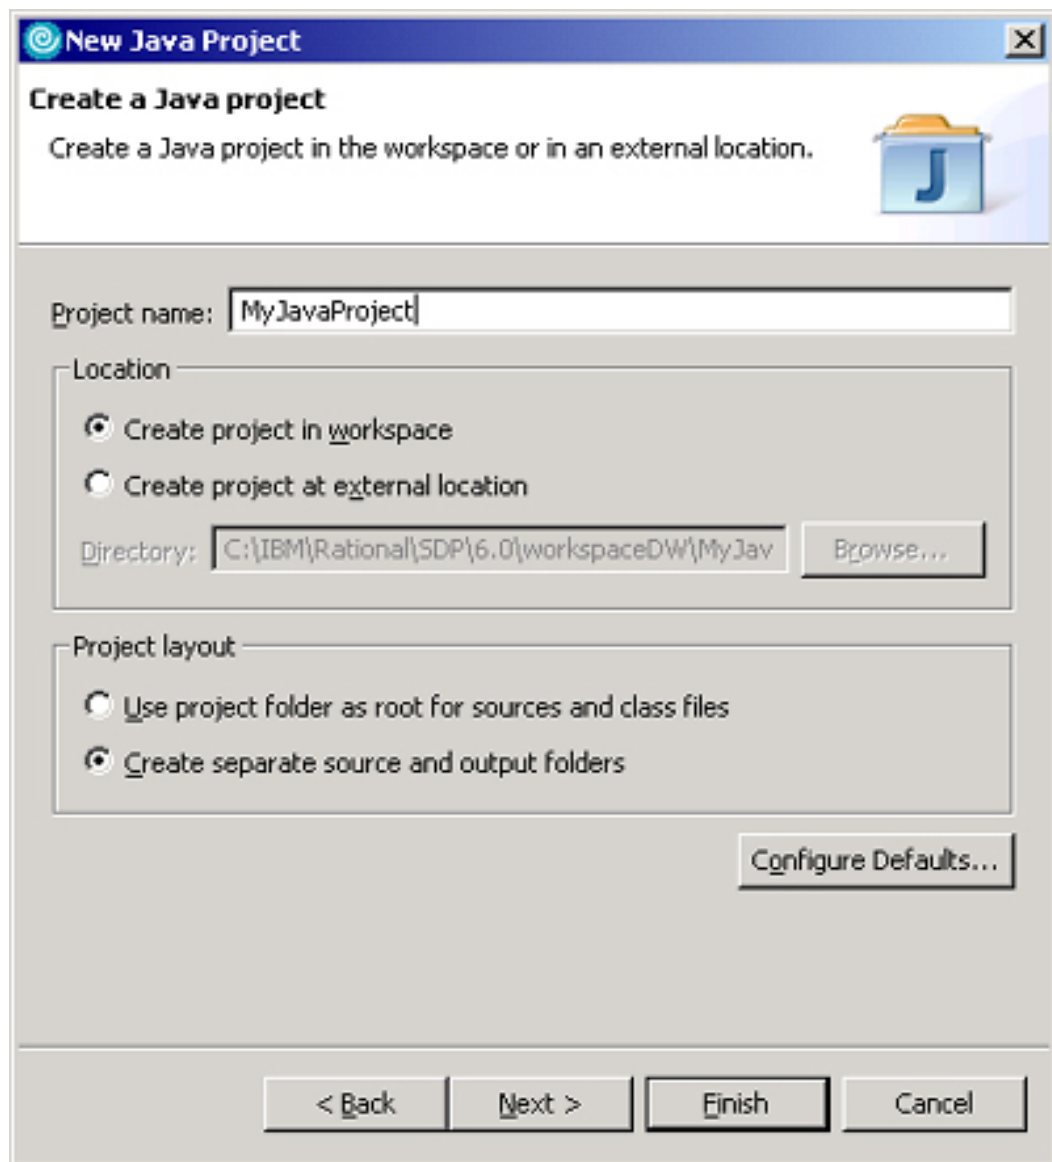 New Java Project
Create a Java project
Create a Java project in the workspace or in an external location.
J
Project name: MyJavaProject
Location
Create project in workspace
Create project at external location
Directory: C:\IBM\Rational\SDP\6.0\workspaceDW\MyJav Browse...
Project layout
Use project folder as root for sources and class files
Create separate source and output folders
Configure Defaults...
< Back Next > Finish Cancel